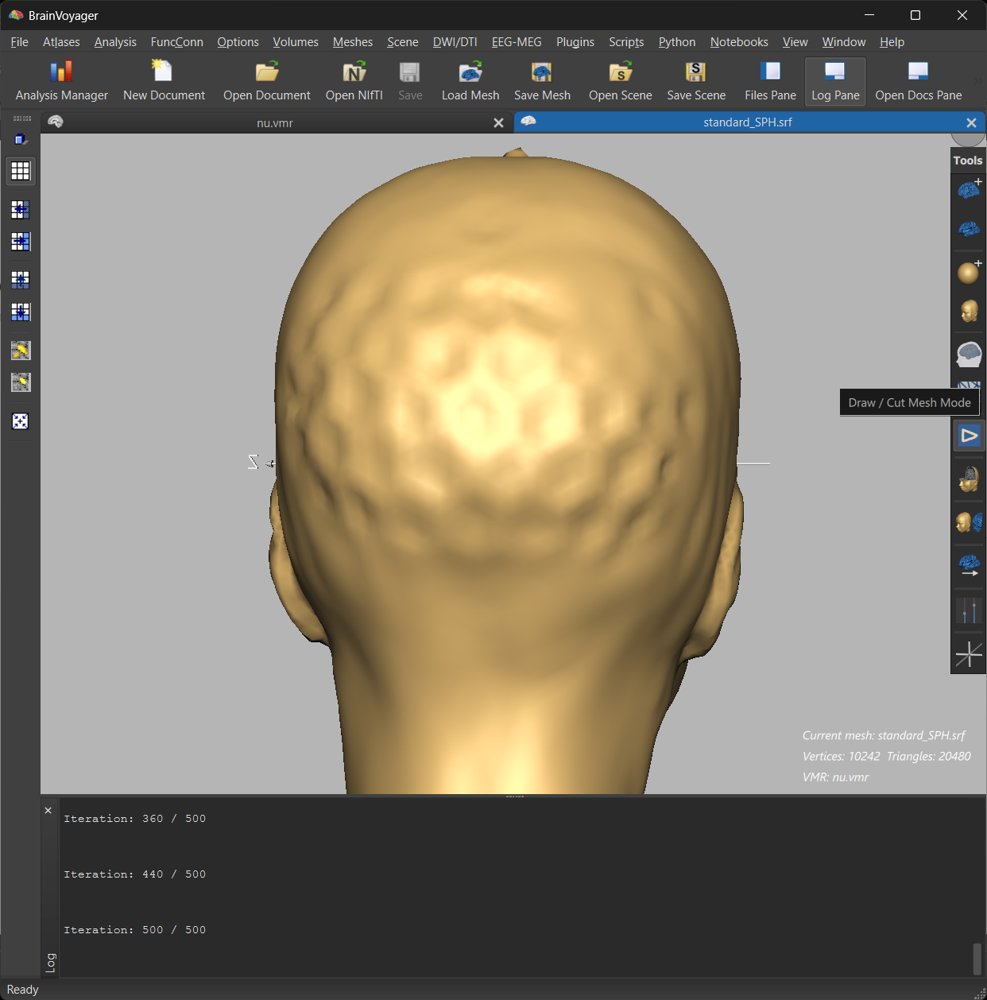 BrainVoyager
File Atlases Analysis FuncConn Options Volumes Meshes Scene DWI/DTI EEG-MEG Plugins Scripts Python Notebooks View Window Help
Analysis Manager New Document Open Document Open NIfTI Save Load Mesh Save Mesh Open Scene Save Scene Files Pane Log Pane Open Docs Pane
nu.vmr standard_SPH.srf
Tools
Draw / Cut Mesh Mode
Z
Current mesh: standard_SPH.srf
Vertices: 10242 Triangles: 20480
VMR: nu.vmr
Iteration: 360 / 500
Iteration: 440 / 500
Iteration: 500 / 500
Log
Ready